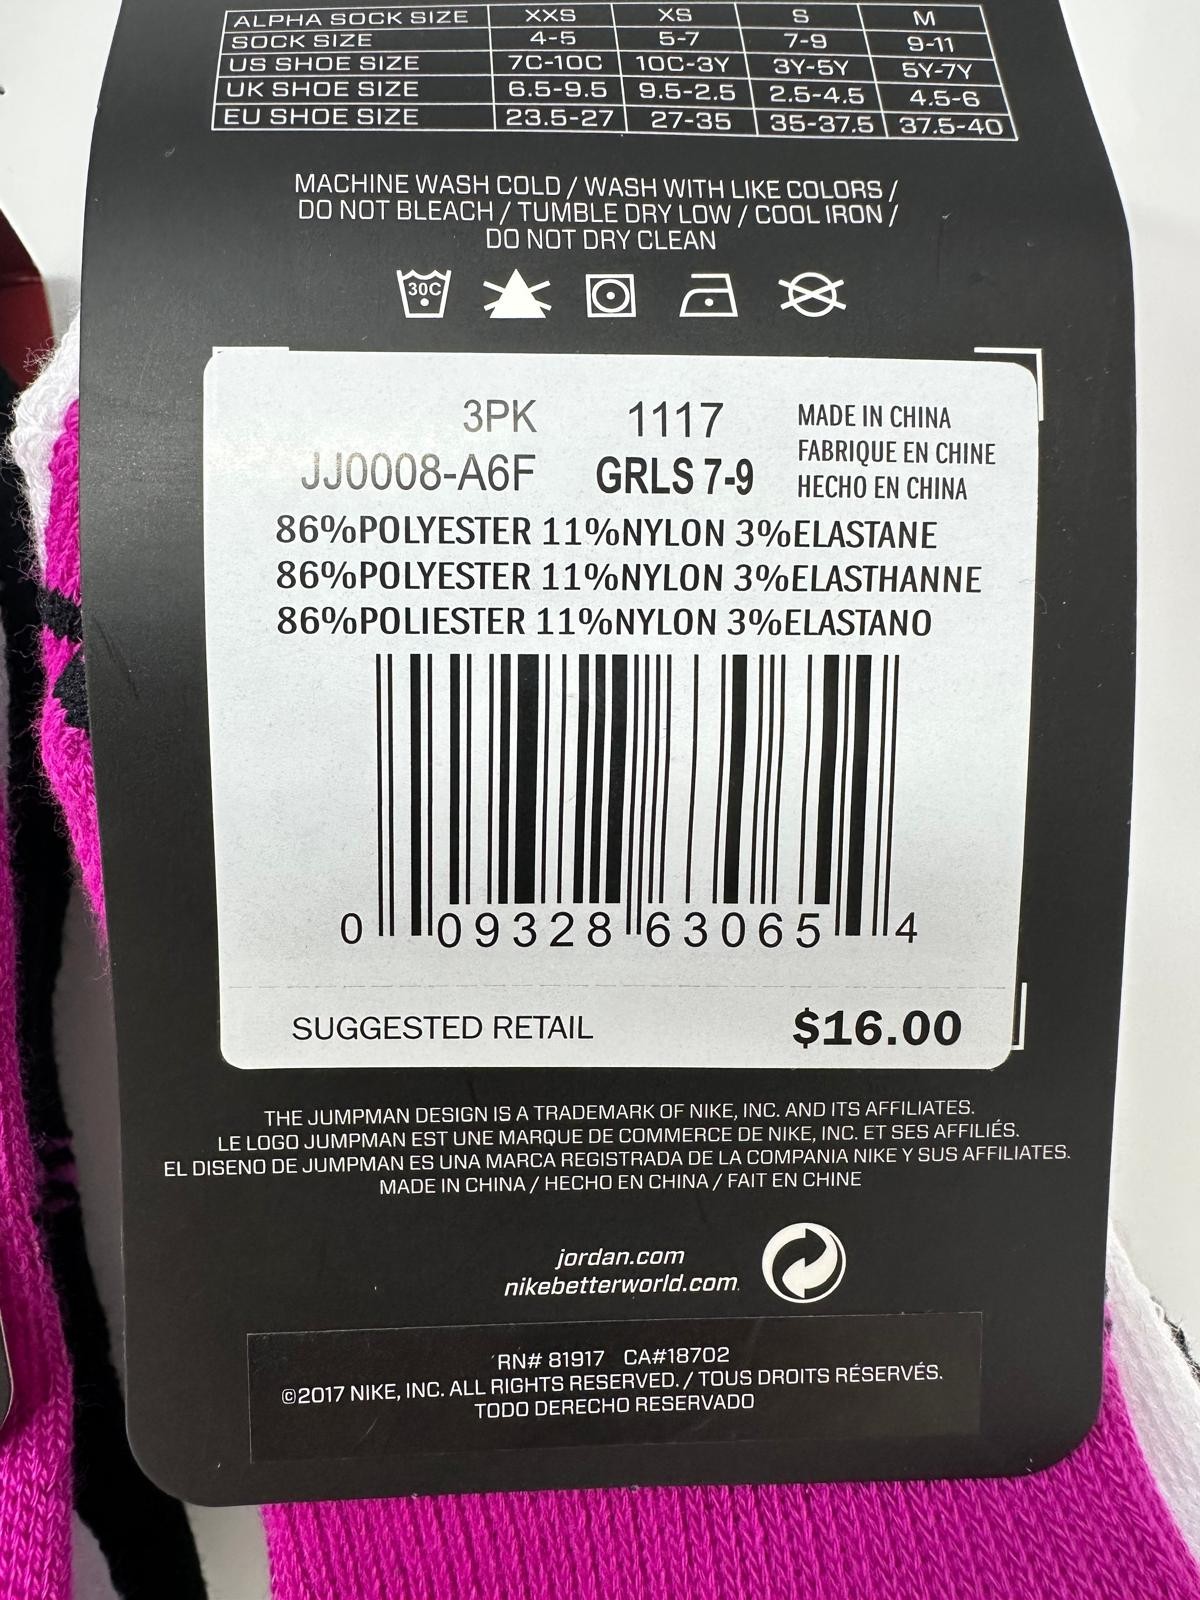 ALPHA SOCK SIZE XXS XS S M
SOCK SIZE 4-5 5-7 7-9 9-11
US SHOE SIZE 7C-10C 10C-3Y 3Y-5Y 5Y-7Y
UK SHOE SIZE 6.5-9.5 9.5-2.5 2.5-4.5 4.5-6
EU SHOE SIZE 23.5-27 27-35 35-37.5 37.5-40
MACHINE WASH COLD / WASH WITH LIKE COLORS /
DO NOT BLEACH / TUMBLE DRY LOW / COOL IRON /
DO NOT DRY CLEAN
30C
3PK 1117 MADE IN CHINA
FABRIQUE EN CHINE
JJ0008-A6F GRLS 7-9 HECHO EN CHINA
86%POLYESTER 11%NYLON 3%ELASTANE
86%POLYESTER 11%NYLON 3%ELASTHANNE
86%POLIESTER 11%NYLON 3%ELASTANO
0 09328 63065 4
SUGGESTED RETAIL $16.00
THE JUMPMAN DESIGN IS A TRADEMARK OF NIKE, INC. AND ITS AFFILIATES.
LE LOGO JUMPMAN EST UNE MARQUE DE COMMERCE DE NIKE, INC. ET SES AFFILIÉS.
EL DISENO DE JUMPMAN ES UNA MARCA REGISTRADA DE LA COMPANIA NIKE Y SUS AFFILIATES.
MADE IN CHINA / HECHO EN CHINA / FAIT EN CHINE
jordan.com
nikebetterworld.com
RN# 81917 CA#18702
©2017 NIKE, INC. ALL RIGHTS RESERVED. / TOUS DROITS RÉSERVÉS.
TODO DERECHO RESERVADO